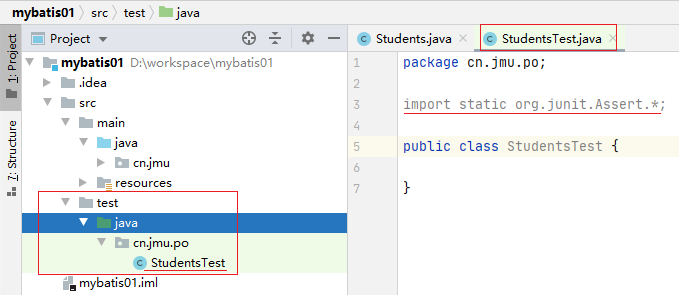 mybatis01 › src › test › java
1: Project
Project
Students.java
StudentsTest.java
mybatis01 D:\workspace\mybatis01
.idea
src
main
java
cn.jmu
resources
test
java
cn.jmu.po
StudentsTest
mybatis01.iml
7: Structure
1 package cn.jmu.po;
2
3 import static org.junit.Assert.*;
4
5 public class StudentsTest {
6
7 }